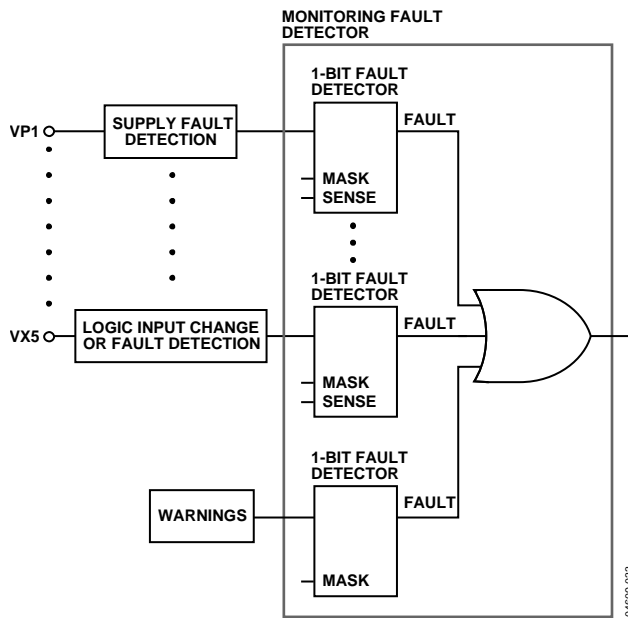 MONITORING FAULT
DETECTOR
1-BIT FAULT
DETECTOR
FAULT
VP1
SUPPLY FAULT
DETECTION
MASK
SENSE
1-BIT FAULT
DETECTOR
FAULT
VX5
LOGIC INPUT CHANGE
OR FAULT DETECTION
MASK
SENSE
1-BIT FAULT
DETECTOR
FAULT
WARNINGS
MASK